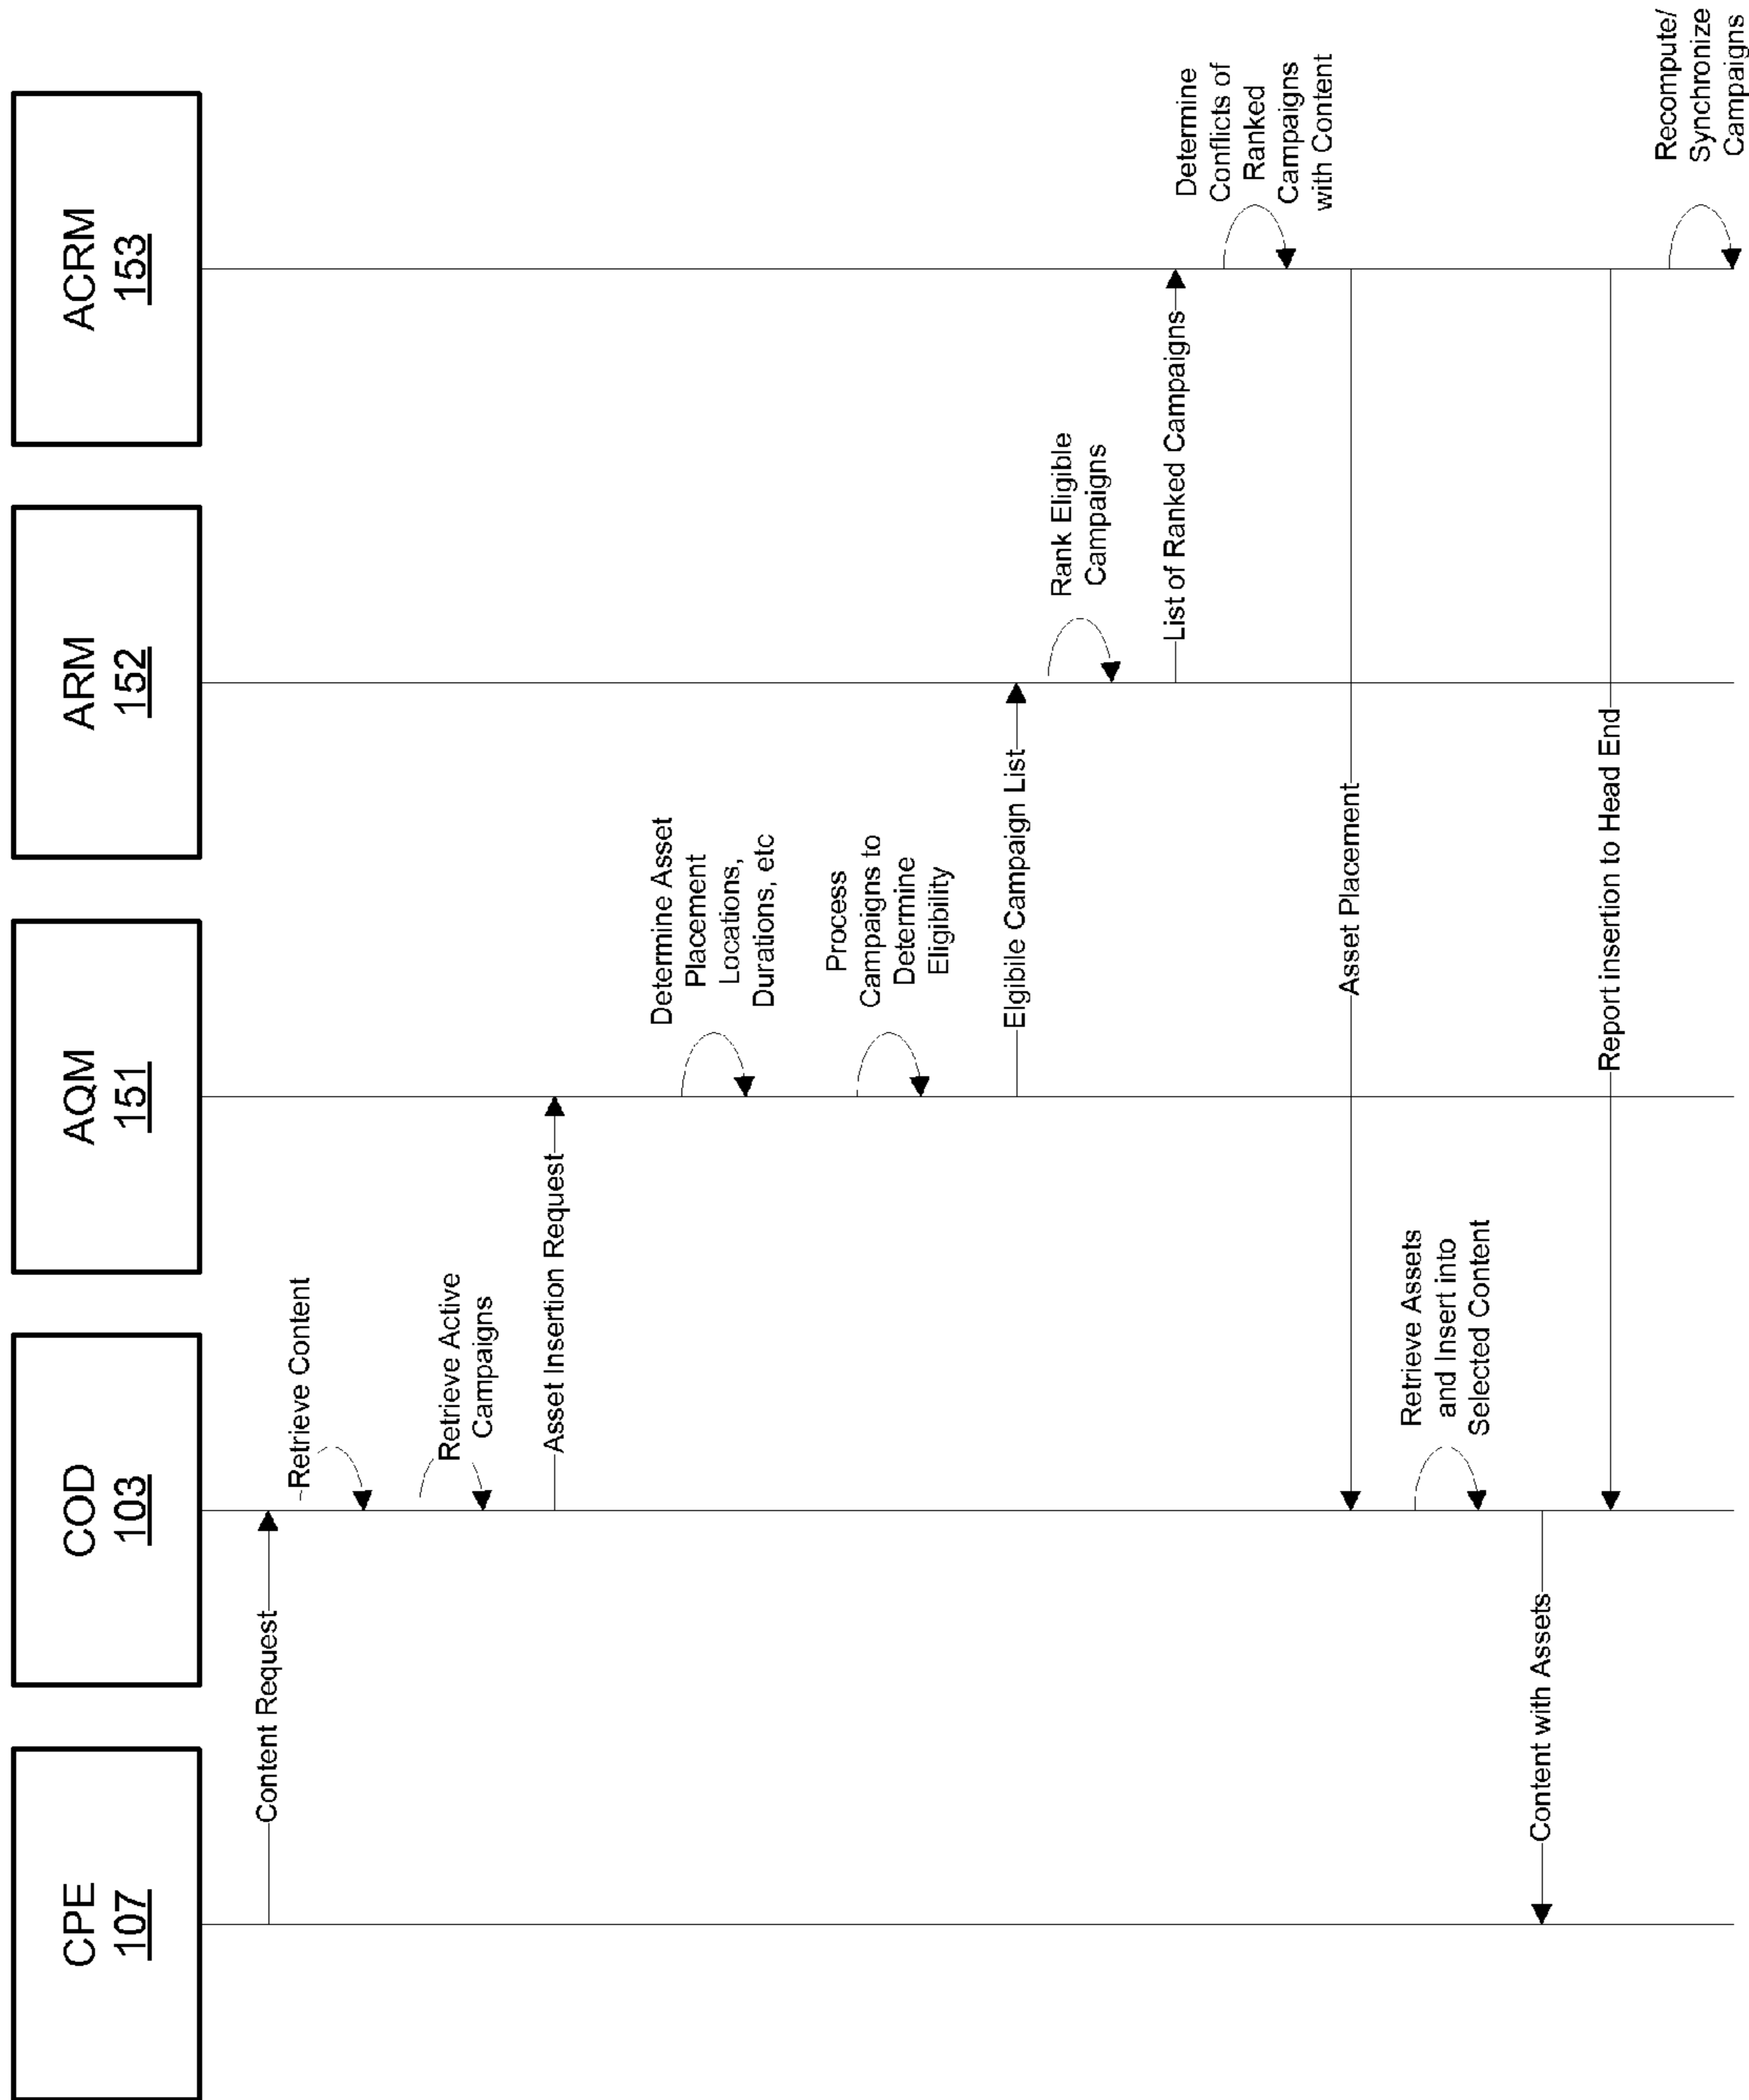 CPE
107
COD
103
AQM
151
ARM
152
ACRM
153
Content Request
Retrieve Content
Retrieve Active
Campaigns
Asset Insertion Request
Determine Asset
Placement
Locations,
Durations, etc
Process
Campaigns to
Determine
Eligibility
Elgibile Campaign List
Rank Eligible
Campaigns
List of Ranked Campaigns
Determine
Conflicts of
Ranked
Campaigns
with Content
Asset Placement
Retrieve Assets
and Insert into
Selected Content
Content with Assets
Report insertion to Head End
Recompute/
Synchronize
Campaigns